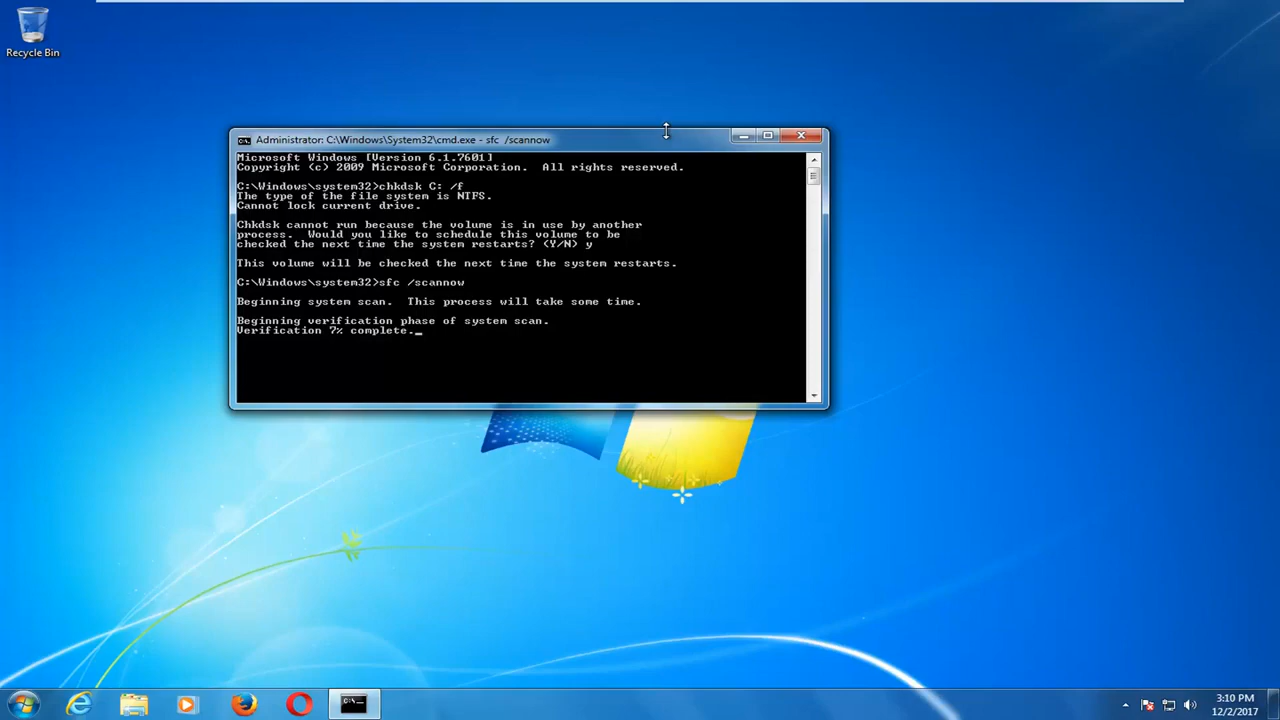 Recycle Bin
Administrator: C:\Windows\System32\cmd.exe - sfc  /scannow
Microsoft Windows [Version 6.1.7601]
Copyright (c) 2009 Microsoft Corporation.  All rights reserved.
C:\Windows\system32>chkdsk C: /f
The type of the file system is NTFS.
Cannot lock current drive.
Chkdsk cannot run because the volume is in use by another
process.  Would you like to schedule this volume to be
checked the next time the system restarts? (Y/N) y
This volume will be checked the next time the system restarts.
C:\Windows\system32>sfc /scannow
Beginning system scan.  This process will take some time.
Beginning verification phase of system scan.
Verification 7% complete._
3:10 PM
12/2/2017